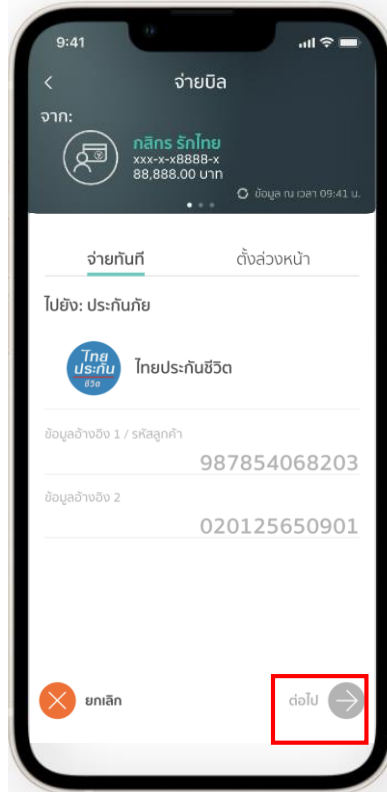 9:41
จ่ายบิล
จาก:
กสิกร รักไทย
xxx-x-x8888-x
88,888.00 บาท
ข้อมูล ณ เวลา 09:41 น.
จ่ายทันที
ตั้งล่วงหน้า
ไปยัง: ประกันภัย
ไทย
ประกัน
ชีวิต
ไทยประกันชีวิต
ข้อมูลอ้างอิง 1 / รหัสลูกค้า
987854068203
ข้อมูลอ้างอิง 2
020125650901
ยกเลิก
ต่อไป